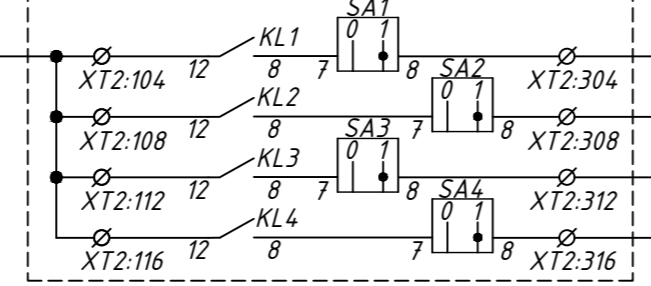 SA1
0 1
KL1
XT2:104 12 8 7 8 XT2:304
SA2
0 1
KL2
XT2:108 12 8 7 8 XT2:308
SA3
0 1
KL3
XT2:112 12 8 7 8 XT2:312
SA4
0 1
KL4
XT2:116 12 8 7 8 XT2:316